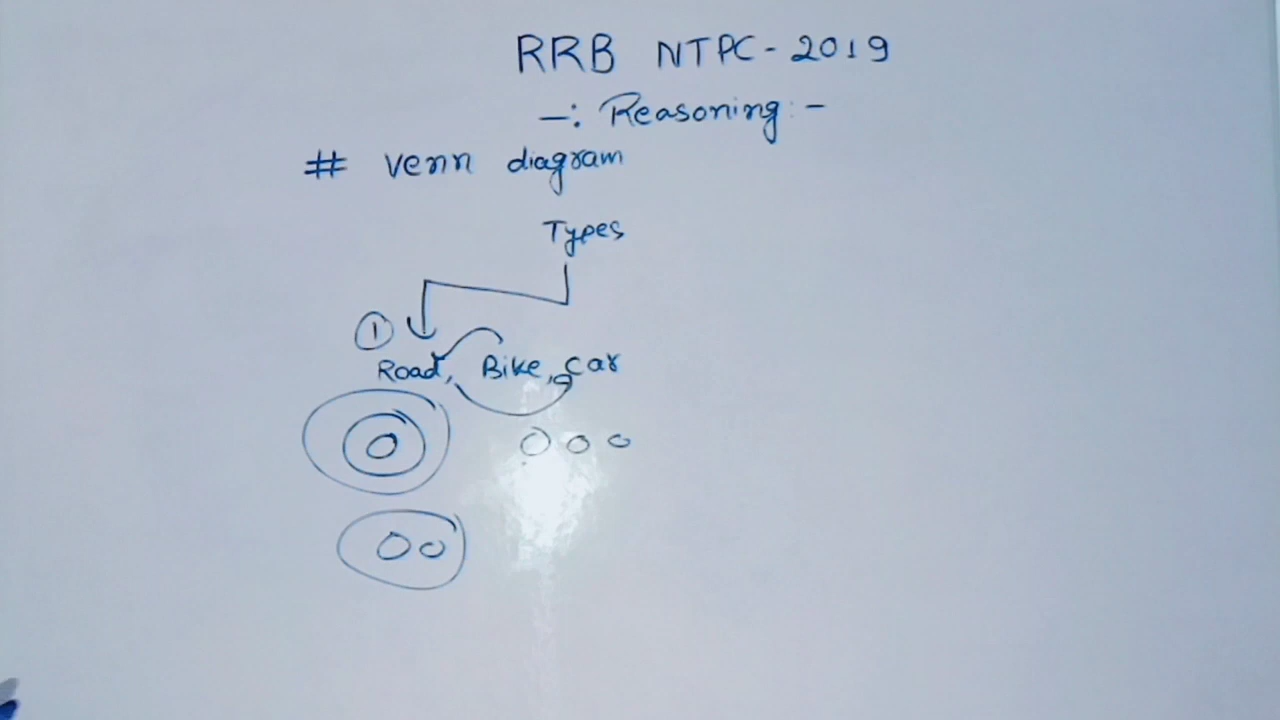 RRB NTPC-2019
-: Reasoning:-
# venn diagram
Types
①
Road, Bike, car